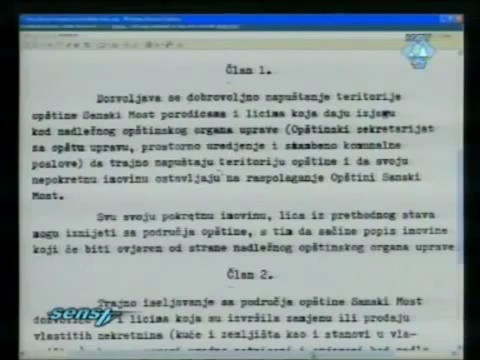 Član 1.
Dozvoljava se dobrovoljno napuštanje teritorije
opštine Sanski Most porodicama i licima koja daju izjavu
kod nadležnog opštinskog organa uprave (Opštinski sekretarijat
za opštu upravu, prostorno uredjenje i stambeno komunalne
poslove) da trajno napuštaju teritoriju opštine i da svoju
nepokretnu imovinu ostavljaju na raspolaganje Opštini Sanski
Most.
Svu svoju pokretnu imovinu, lica iz prethodnog stava
mogu iznijeti sa područja opštine, s tim da sačine popis imovine
koji će biti ovjeren od strane nadležnog opštinskog organa uprave
Član 2.
Trajno iseljavanje sa područja opštine Sanski Most
i licima koja su izvršila zamjenu ili prodaju
vlastitih nekretnina (kuće i zemljišta kao i stanovi u vla-
sense